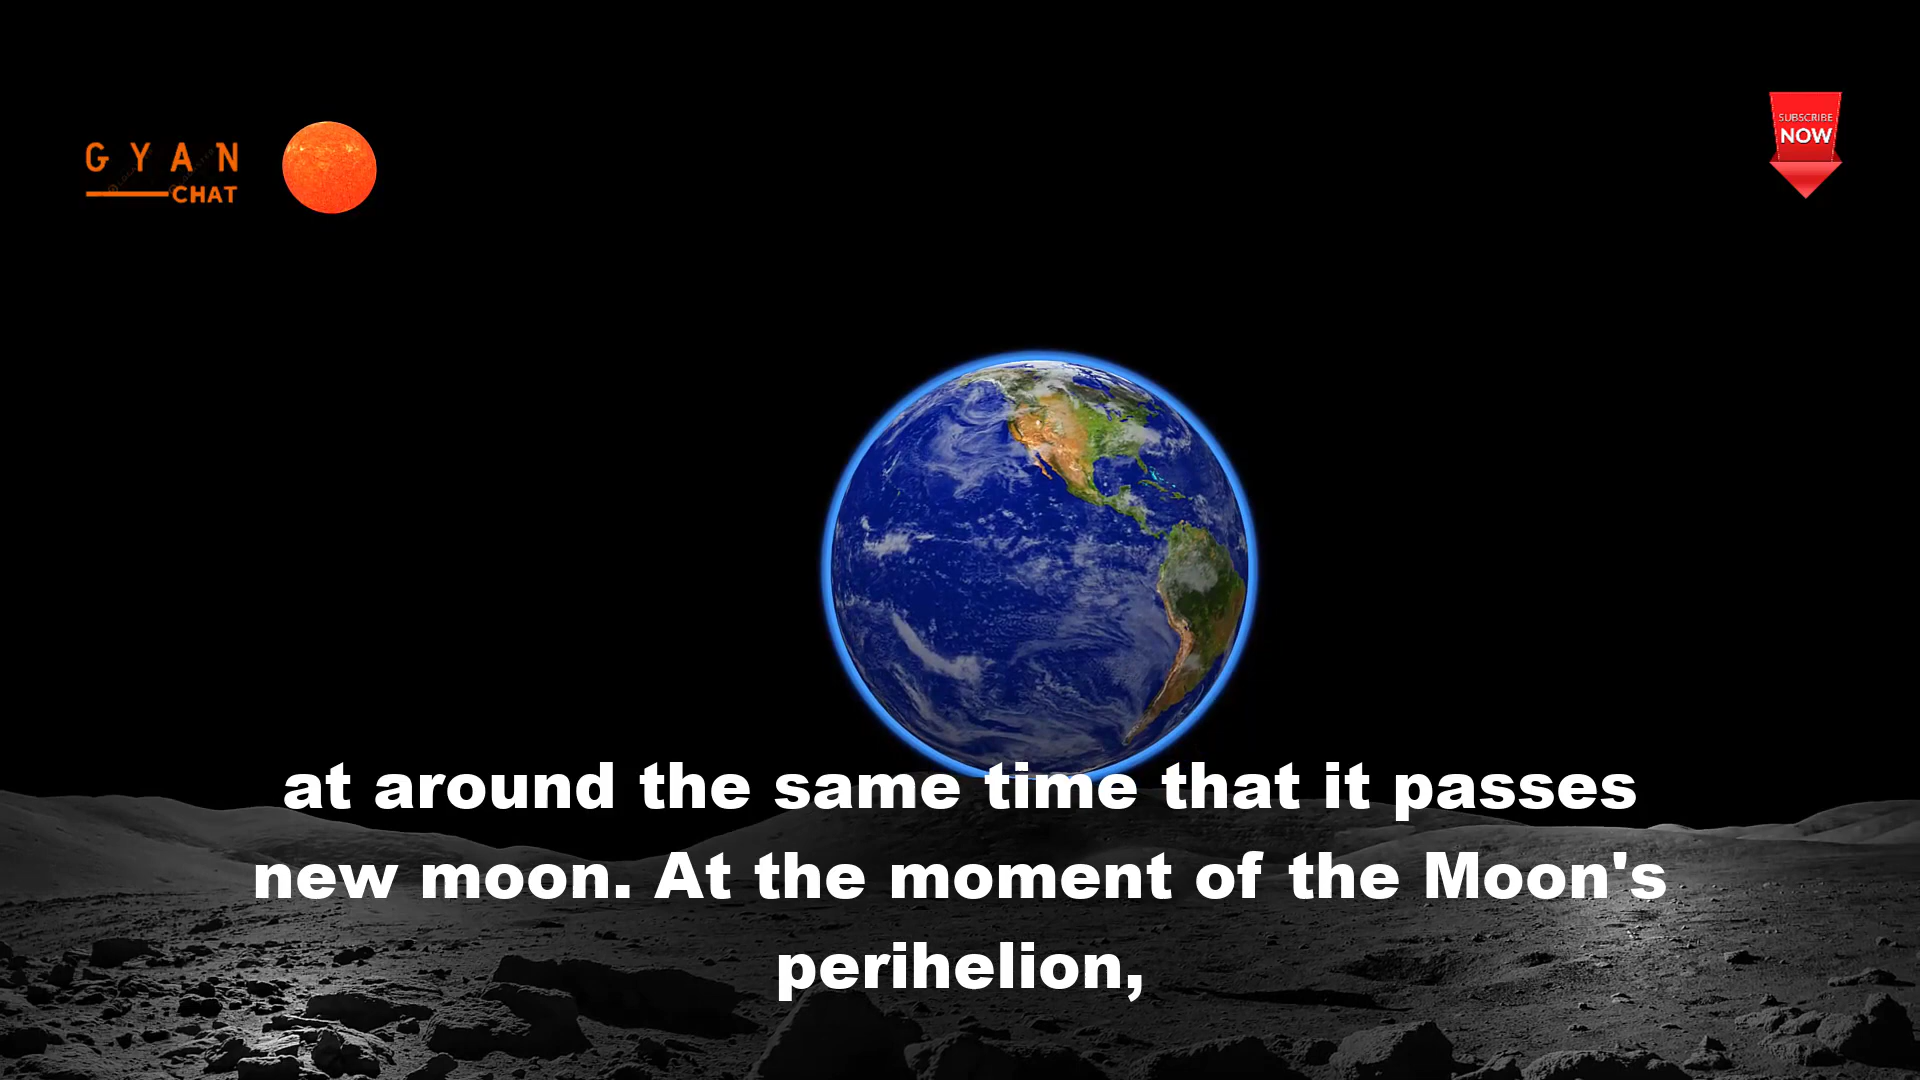 GYAN
CHAT
SUBSCRIBE
NOW
at around the same time that it passes
new moon. At the moment of the Moon's
perihelion,